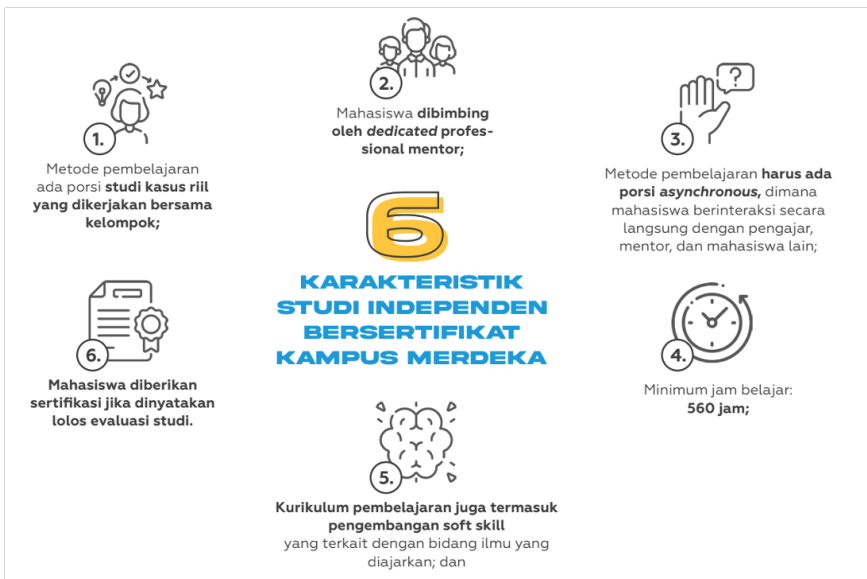 6
KARAKTERISTIK
STUDI INDEPENDEN
BERSERTIFIKAT
KAMPUS MERDEKA
1.
Metode pembelajaran
ada porsi studi kasus riil
yang dikerjakan bersama
kelompok;
2.
Mahasiswa dibimbing
oleh dedicated profes-
sional mentor;
3.
?
Metode pembelajaran harus ada
porsi asynchronous, dimana
mahasiswa berinteraksi secara
langsung dengan pengajar,
mentor, dan mahasiswa lain;
4.
Minimum jam belajar:
560 jam;
5.
Kurikulum pembelajaran juga termasuk
pengembangan soft skill
yang terkait dengan bidang ilmu yang
diajarkan; dan
6.
Mahasiswa diberikan
sertifikasi jika dinyatakan
lolos evaluasi studi.